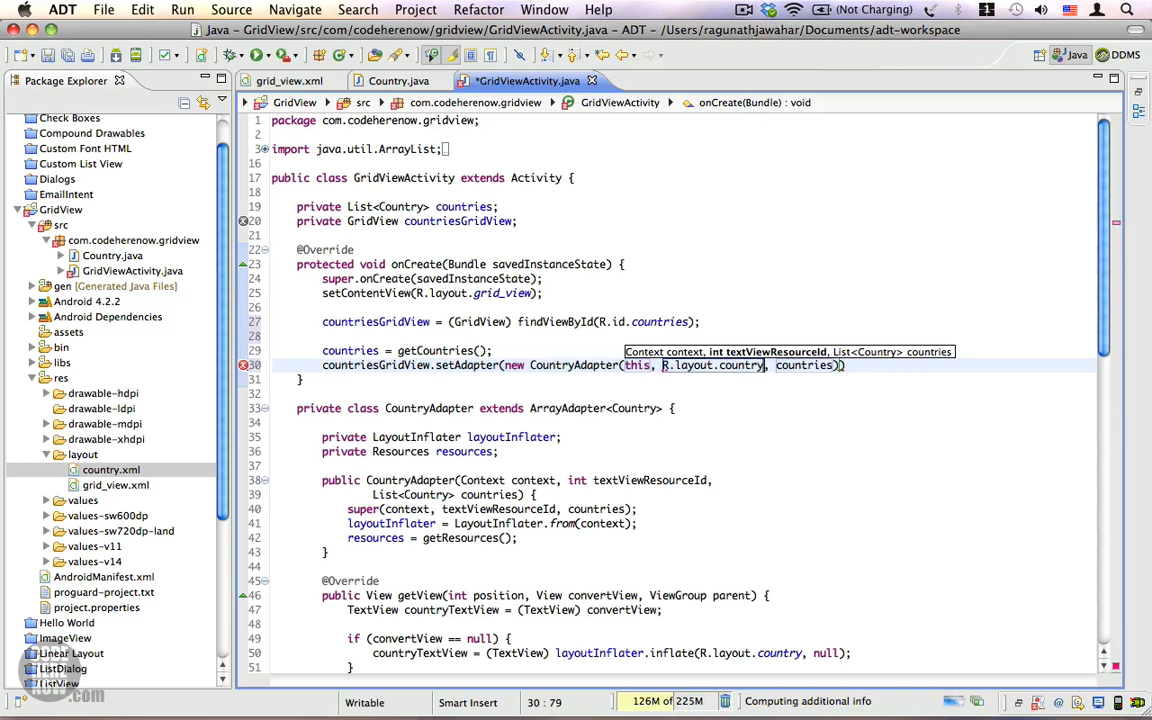 ADT File Edit Run Source Navigate Search Project Refactor Window Help (Not Charging)
Java – GridView/src/com/codeherenow/gridview/GridViewActivity.java – ADT – /Users/ragunathjawahar/Documents/adt-workspace
Java DDMS
Package Explorer
grid_view.xml Country.java *GridViewActivity.java
GridView src com.codeherenow.gridview GridViewActivity onCreate(Bundle) : void
Check Boxes
Compound Drawables
Custom Font HTML
Custom List View
Dialogs
EmailIntent
GridView
src
com.codeherenow.gridview
Country.java
GridViewActivity.java
gen [Generated Java Files]
Android 4.2.2
Android Dependencies
assets
bin
libs
res
drawable-hdpi
drawable-ldpi
drawable-mdpi
drawable-xhdpi
layout
country.xml
grid_view.xml
values
values-sw600dp
values-sw720dp-land
values-v11
values-v14
AndroidManifest.xml
proguard-project.txt
project.properties
Hello World
ImageView
Linear Layout
ListDialog
ListView
1 package com.codeherenow.gridview;
2
3 import java.util.ArrayList;
16
17 public class GridViewActivity extends Activity {
18
19 private List<Country> countries;
20 private GridView countriesGridView;
21
22 @Override
23 protected void onCreate(Bundle savedInstanceState) {
24 super.onCreate(savedInstanceState);
25 setContentView(R.layout.grid_view);
26
27 countriesGridView = (GridView) findViewById(R.id.countries);
28
29 countries = getCountries();
Context context, int textViewResourceId, List<Country> countries
30 countriesGridView.setAdapter(new CountryAdapter(this, R.layout.country, countries))
31 }
32
33 private class CountryAdapter extends ArrayAdapter<Country> {
34
35 private LayoutInflater layoutInflater;
36 private Resources resources;
37
38 public CountryAdapter(Context context, int textViewResourceId,
39 List<Country> countries) {
40 super(context, textViewResourceId, countries);
41 layoutInflater = LayoutInflater.from(context);
42 resources = getResources();
43 }
44
45 @Override
46 public View getView(int position, View convertView, ViewGroup parent) {
47 TextView countryTextView = (TextView) convertView;
48
49 if (convertView == null) {
50 countryTextView = (TextView) layoutInflater.inflate(R.layout.country, null);
51 }
CODE
HERE
NOW.com
Writable Smart Insert 30 : 79 126M of 225M Computing additional info